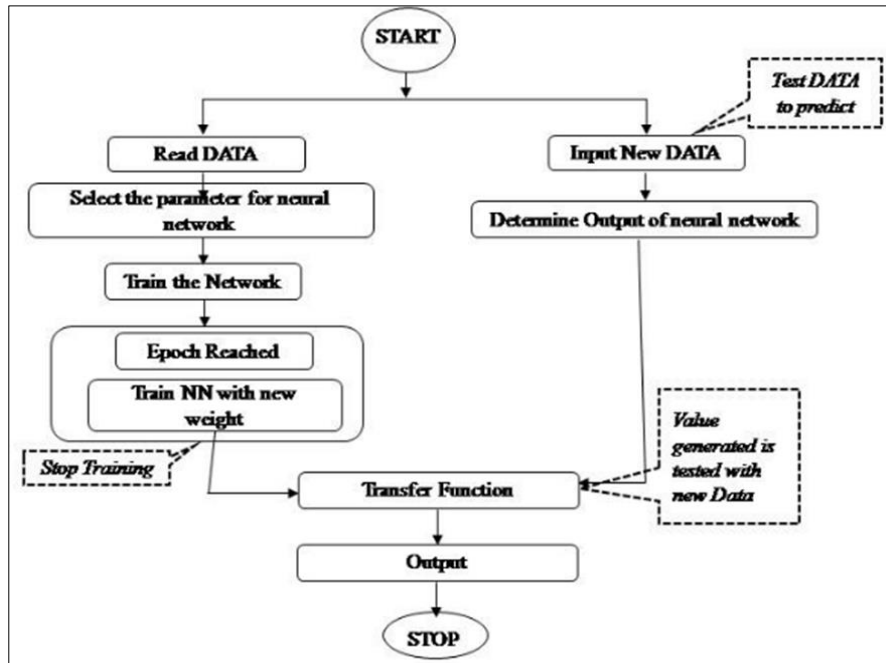 START
Test DATA
to predict
Read DATA
Input New DATA
Select the parameter for neural
network
Determine Output of neural network
Train the Network
Epoch Reached
Train NN with new
weight
Stop Training
Value
generated is
tested with
new Data
Transfer Function
Output
STOP